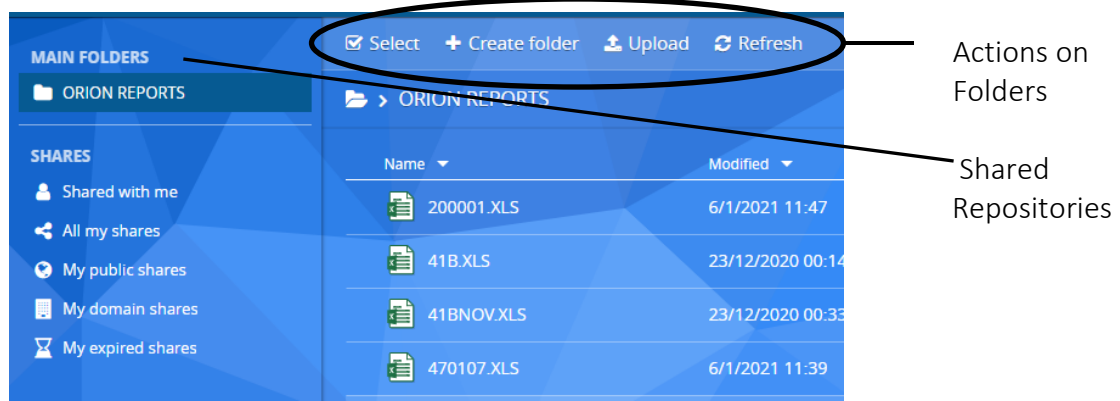 MAIN FOLDERS
ORION REPORTS
SHARES
Shared with me
All my shares
My public shares
My domain shares
My expired shares
Select Create folder Upload Refresh
> ORION REPORTS
Name Modified
200001.XLS 6/1/2021 11:47
41B.XLS 23/12/2020 00:14
41BNOV.XLS 23/12/2020 00:33
470107.XLS 6/1/2021 11:39
Actions on
Folders
Shared
Repositories